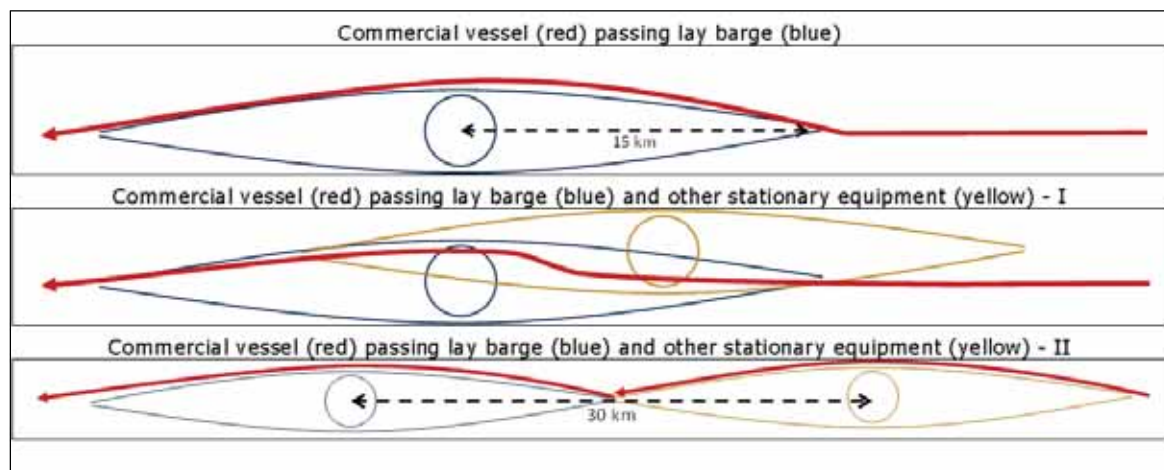 Commercial vessel (red) passing lay barge (blue)
15 km
Commercial vessel (red) passing lay barge (blue) and other stationary equipment (yellow) - I
Commercial vessel (red) passing lay barge (blue) and other stationary equipment (yellow) - II
30 km